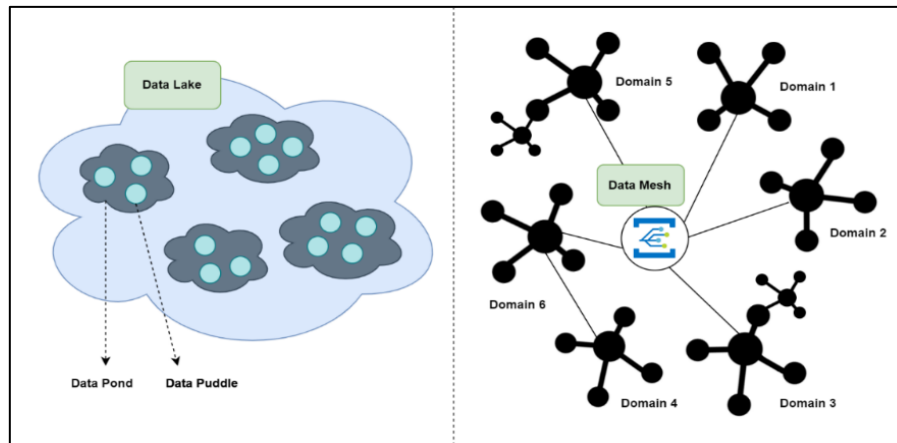 Data Lake
Data Pond
Data Puddle
Domain 5
Domain 1
Data Mesh
Domain 2
Domain 6
Domain 4
Domain 3